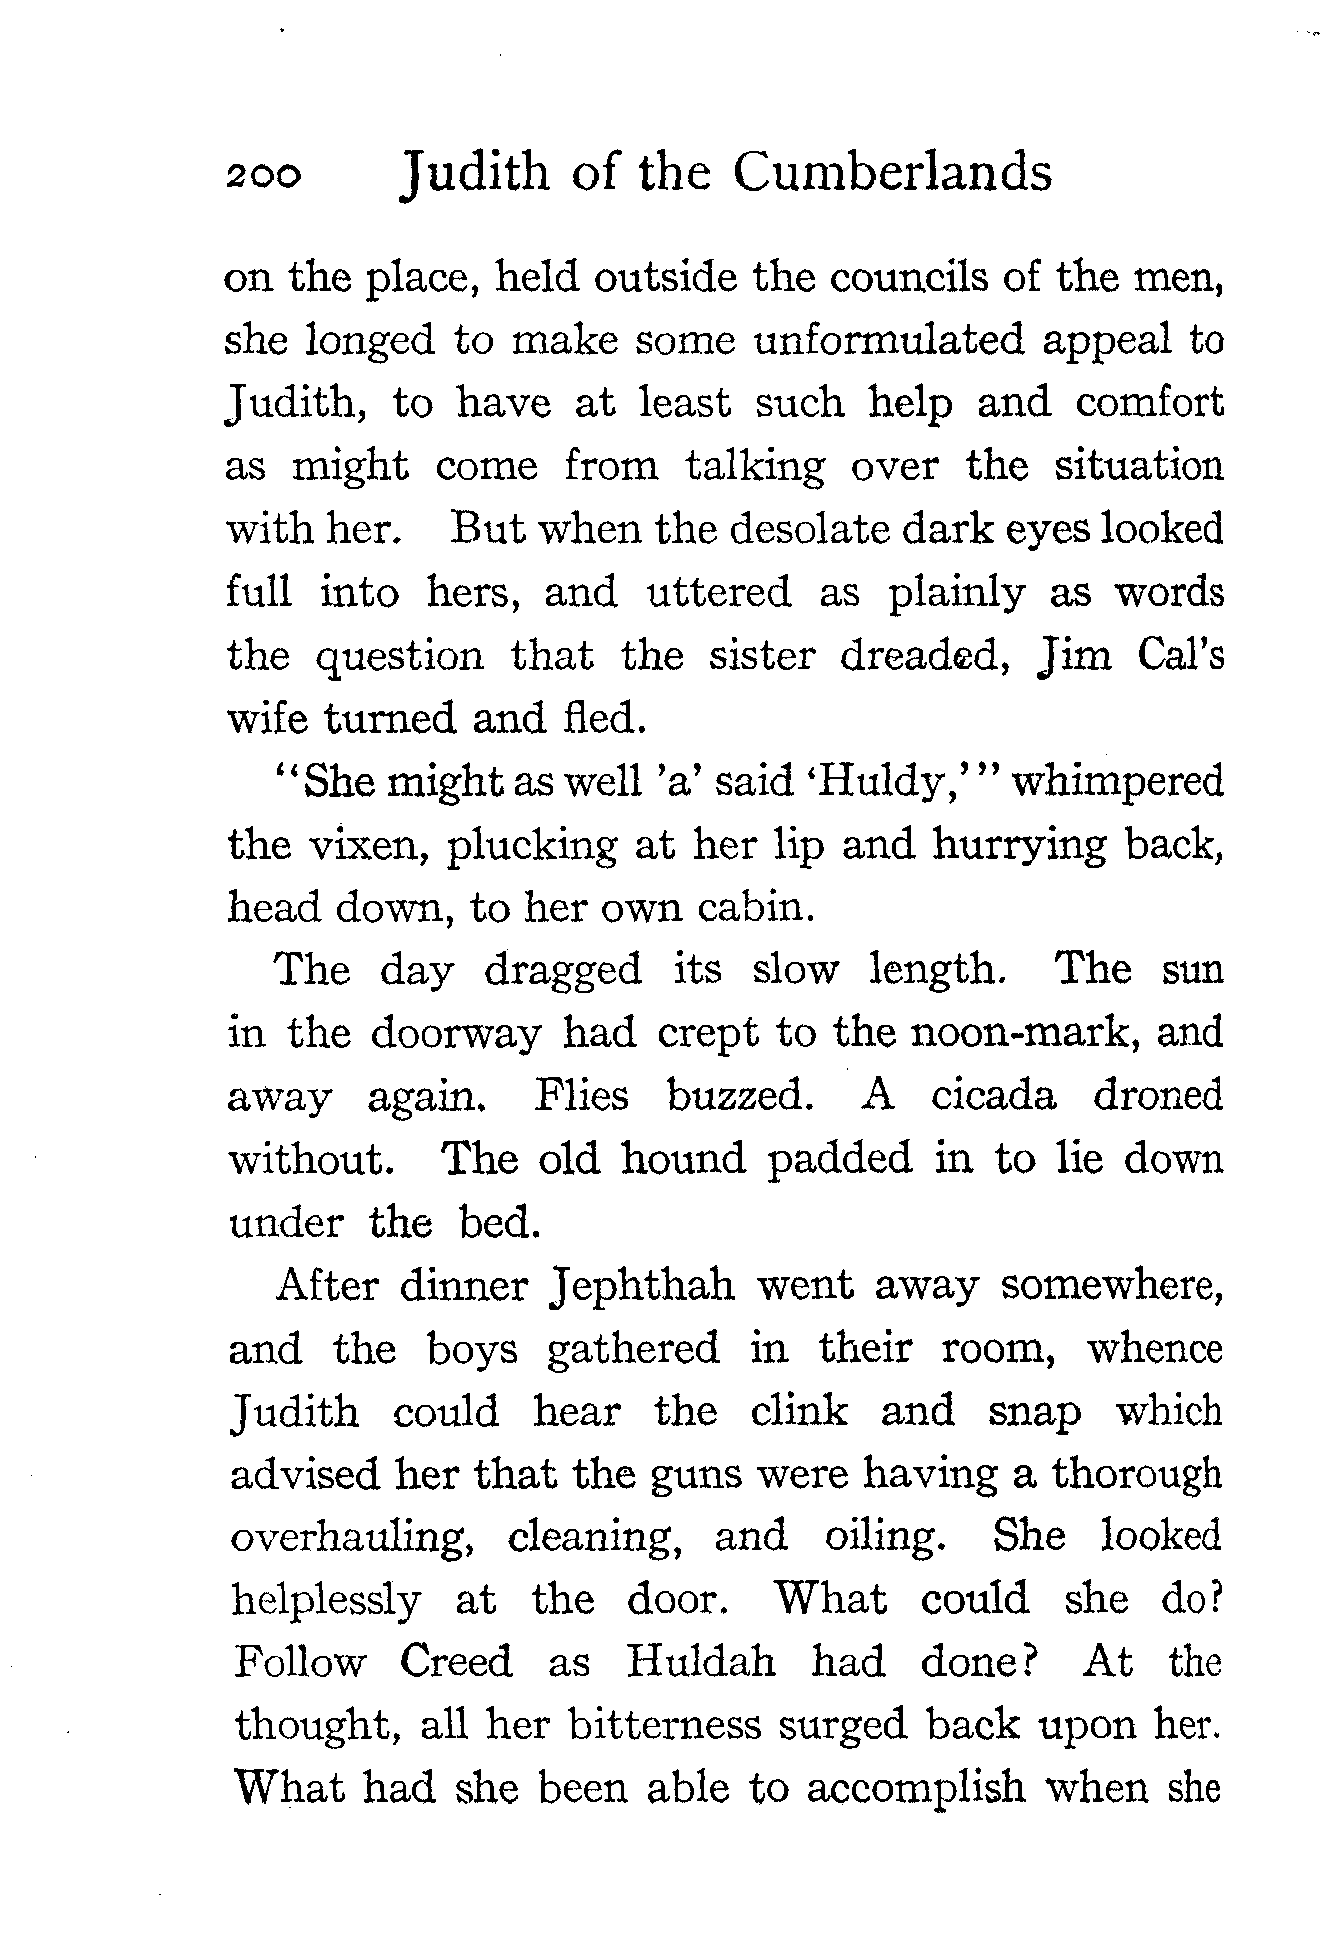 200 Judith of the Cumberlands
on the place, held outside the councils of the men,
she longed to make some unformulated appeal to
Judith, to have at least such help and comfort
as might come from talking over the situation
with her. But when the desolate dark eyes looked
full into hers, and uttered as plainly as words
the question that the sister dreaded, Jim Cal's
wife turned and fled.
"She might as well 'a' said 'Huldy,'" whimpered
the vixen, plucking at her lip and hurrying back,
head down, to her own cabin.
The day dragged its slow length. The sun
in the doorway had crept to the noon-mark, and
away again. Flies buzzed. A cicada droned
without. The old hound padded in to lie down
under the bed.
After dinner Jephthah went away somewhere,
and the boys gathered in their room, whence
Judith could hear the clink and snap which
advised her that the guns were having a thorough
overhauling, cleaning, and oiling. She looked
helplessly at the door. What could she do?
Follow Creed as Huldah had done? At the
thought, all her bitterness surged back upon her.
What had she been able to accomplish when she